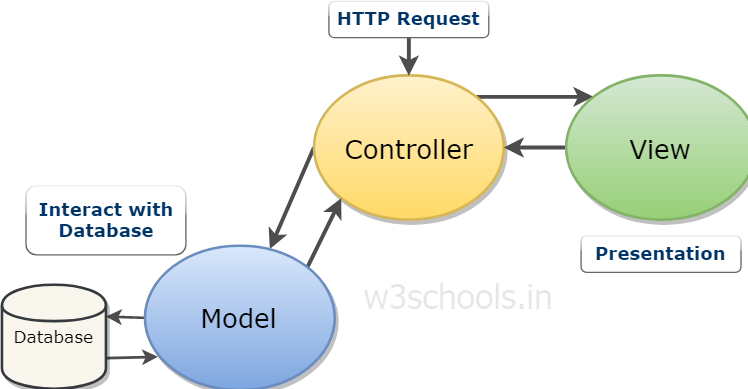 HTTP Request
Controller
View
Interact with
Database
Presentation
w3schools.in
Model
Database